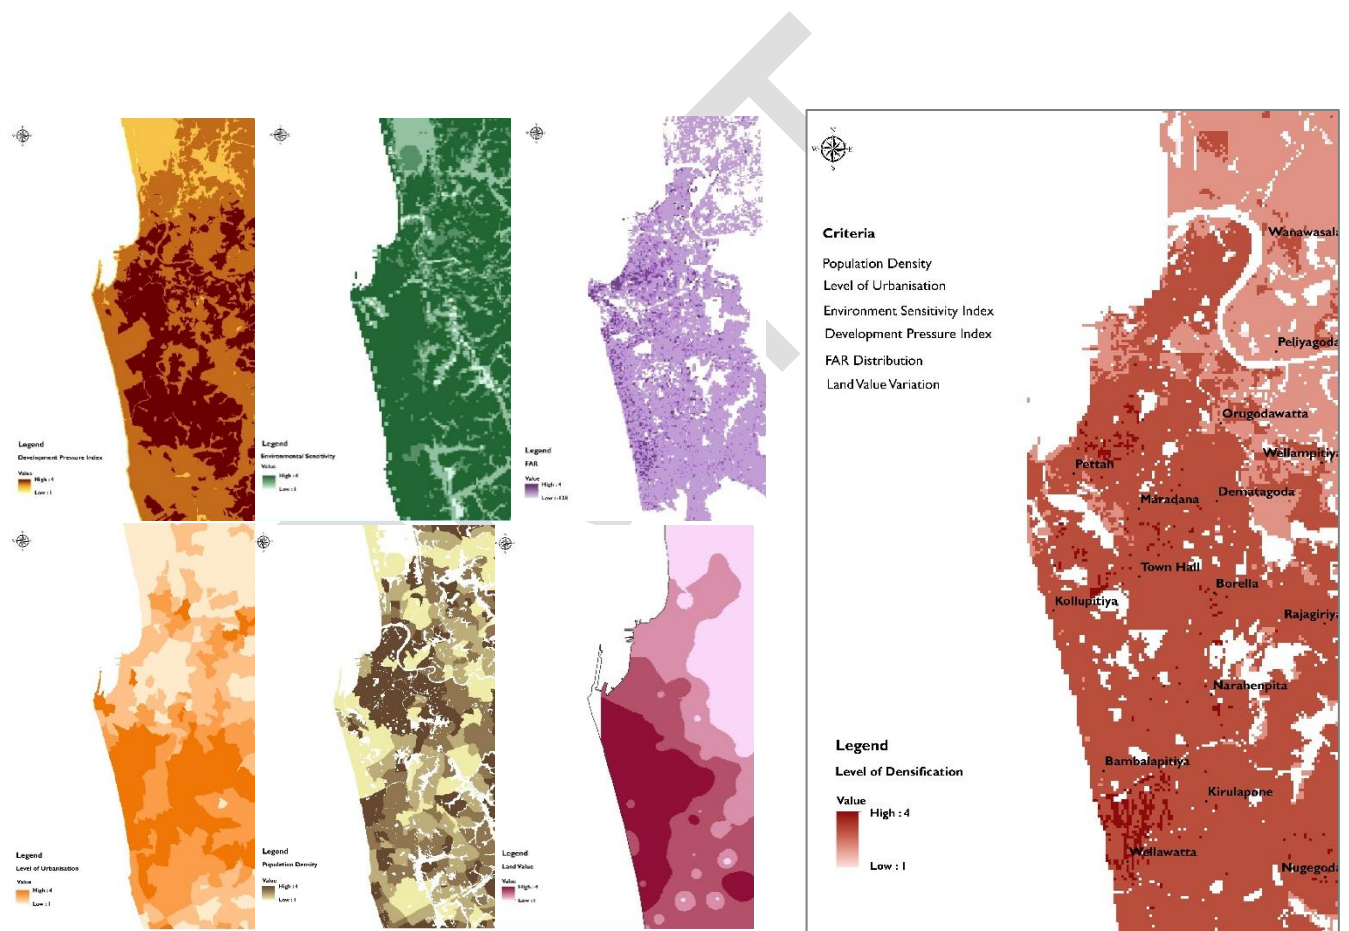 Legend
Development Pressure Index
Value
High : 4
Low : 1
Legend
Environmental Sensitivity
Value
High : 4
Low : 1
Legend
FAR
Value
High : 4
N
W E
S
Criteria
Population Density
Level of Urbanisation
Environment Sensitivity Index
Development Pressure Index
FAR Distribution
Land Value Variation
Wanawasala
Peliyagoda
Orugodawatta
Wellampitiya
Pettah
Dematagoda
Maradana
Town Hall
Borella
Kollupitiya
Rajagiriya
Narahenpita
Bambalapitiya
Kirulapone
Wellawatta
Nugegoda
Legend
Level of Densification
Value
High : 4
Low : 1
Legend
Level of Urbanisation
Value
High : 4
Low : 1
Legend
Population Density
Value
High : 4
Low : 1
Legend
Land Value
Value
High : 4
Low : 1